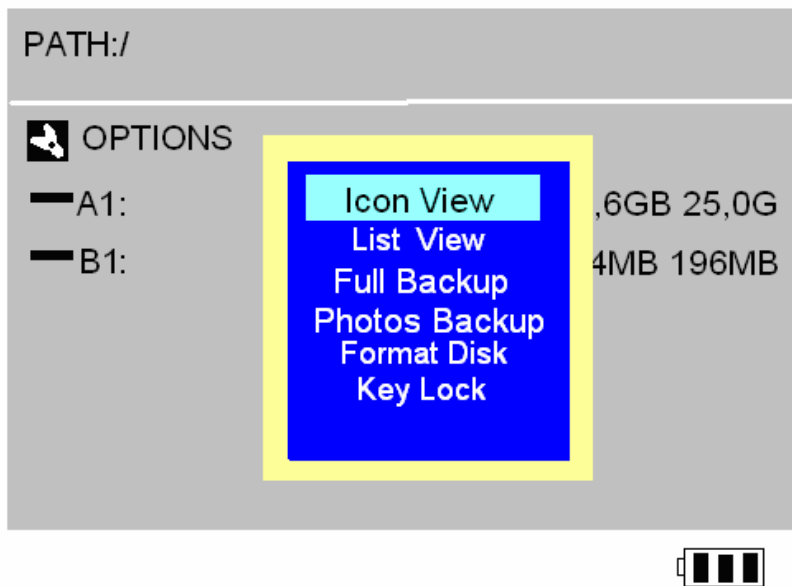 PATH:/
OPTIONS
A1: ,6GB 25,0G
B1: 4MB 196MB
Icon View
List View
Full Backup
Photos Backup
Format Disk
Key Lock